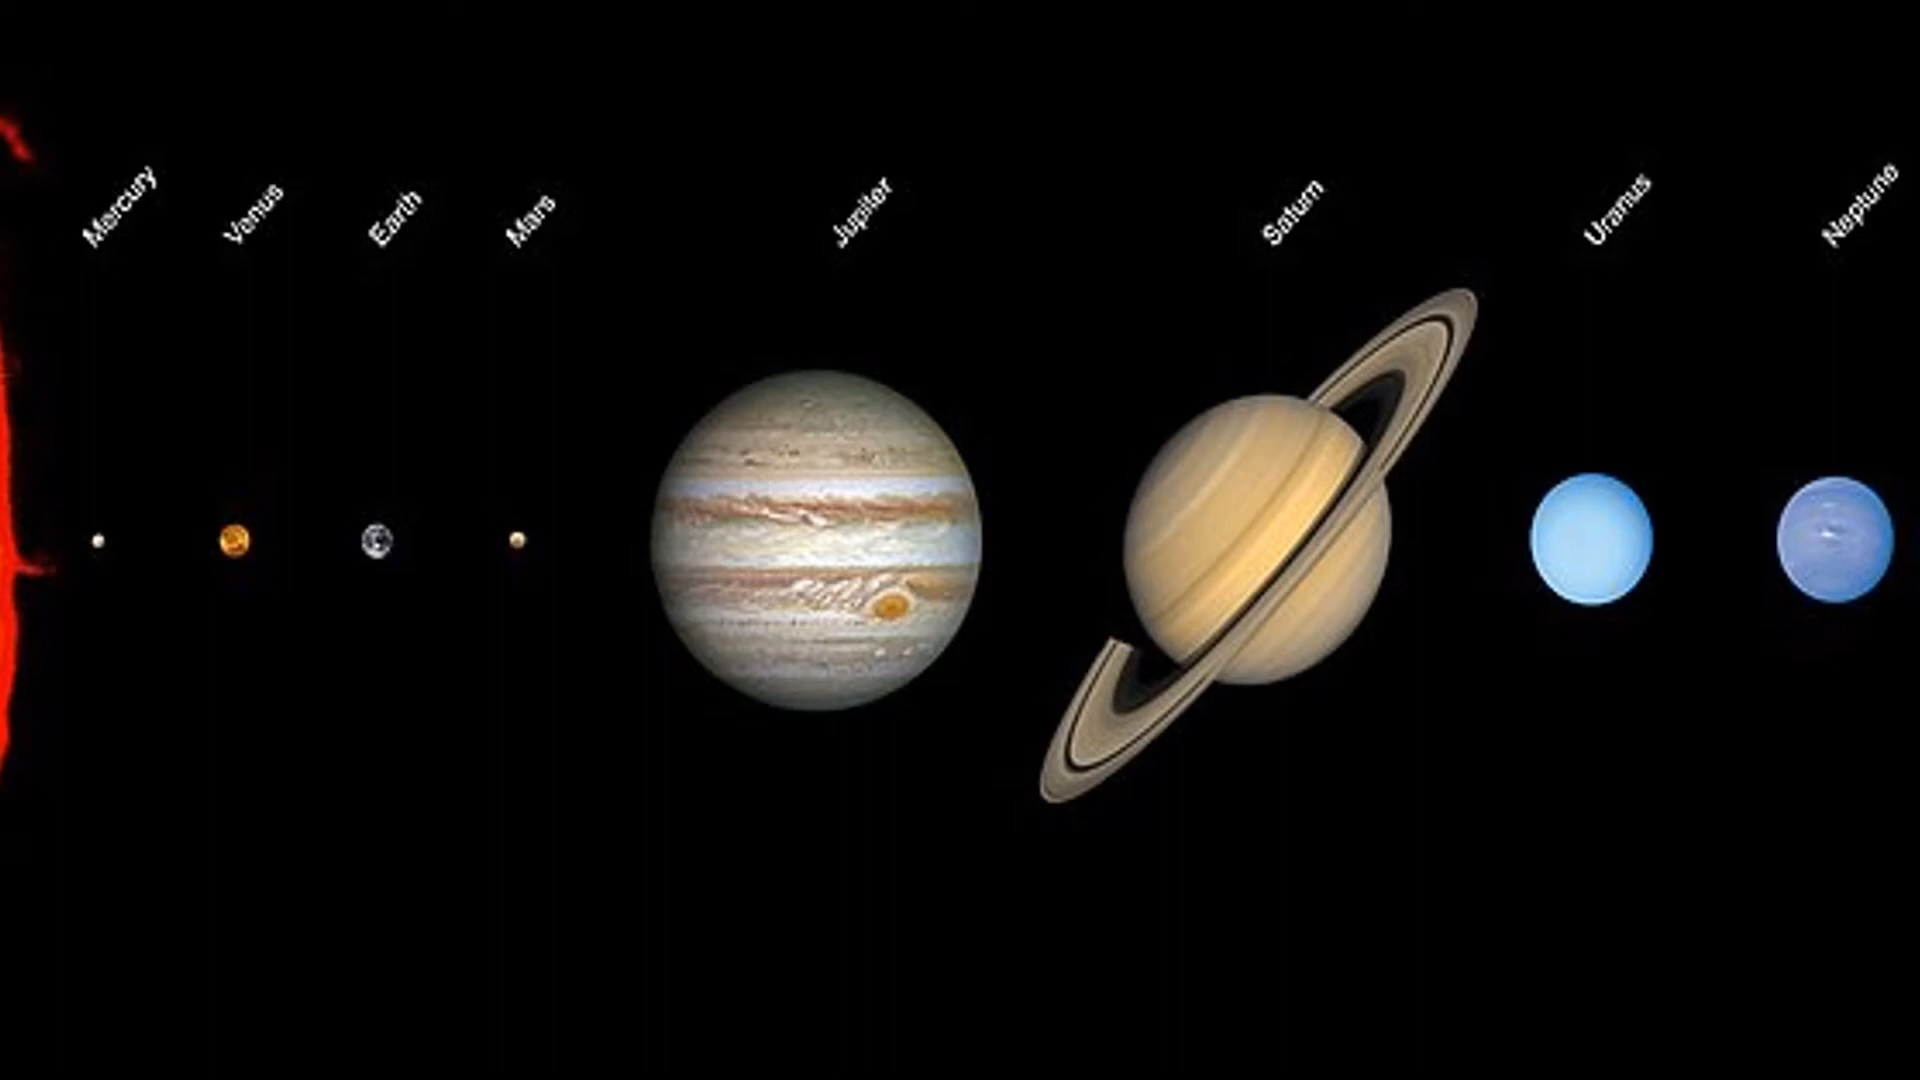 Mercury
Venus
Earth
Mars
Jupiter
Saturn
Uranus
Neptune